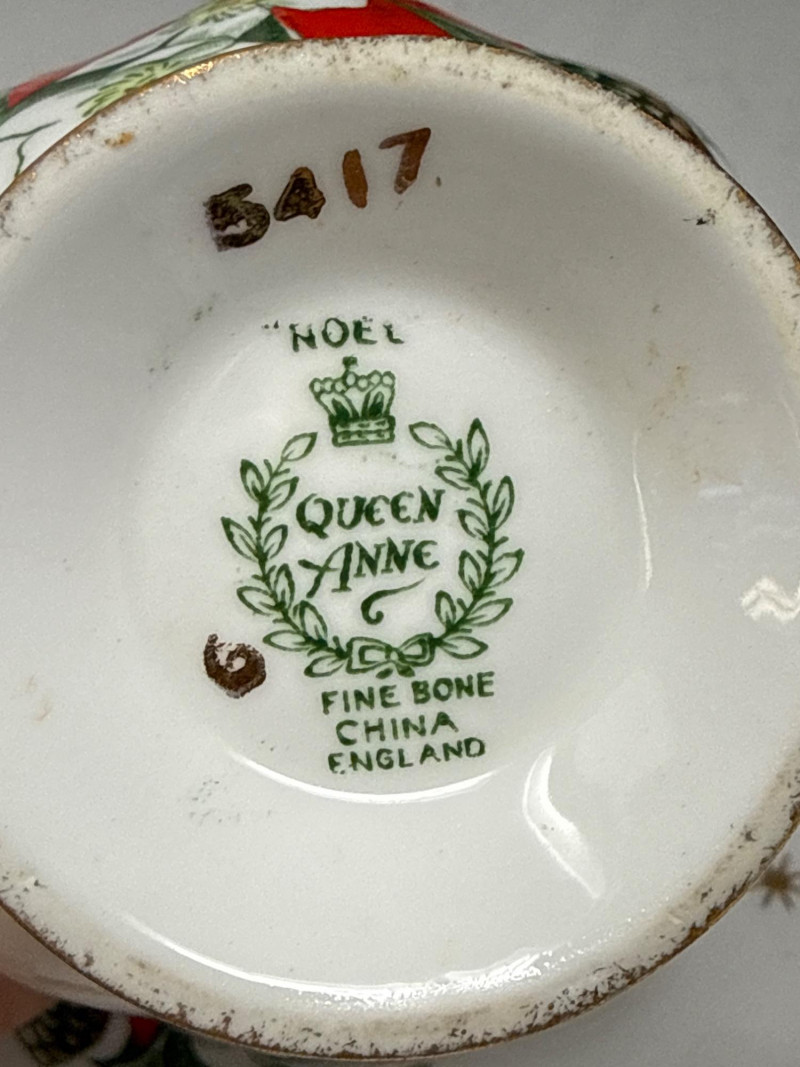 5417
"NOEL
QUEEN
ANNE
6
FINE BONE
CHINA
ENGLAND